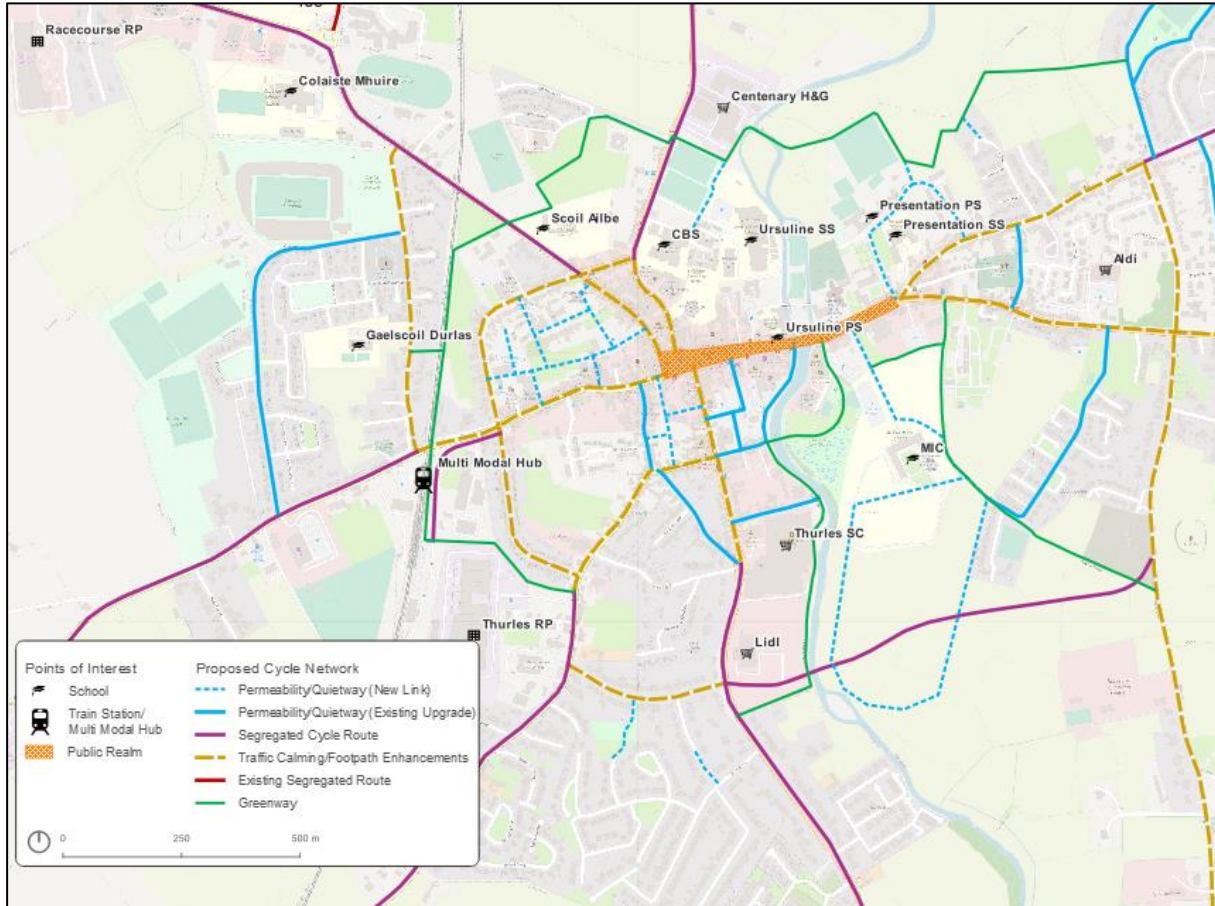 Racecourse RP
Colaiste Mhuire
Centenary H&G
Scoil Ailbe
CBS
Ursuline SS
Presentation PS
Presentation SS
Aldi
Gaelscoil Durlas
Ursuline PS
Multi Modal Hub
MIC
Thurles SC
Thurles RP
Lidl
Points of Interest
School
Train Station/
Multi Modal Hub
Public Realm
Proposed Cycle Network
Permeability/Quietway (New Link)
Permeability/Quietway (Existing Upgrade)
Segregated Cycle Route
Traffic Calming/Footpath Enhancements
Existing Segregated Route
Greenway
0 250 500 m